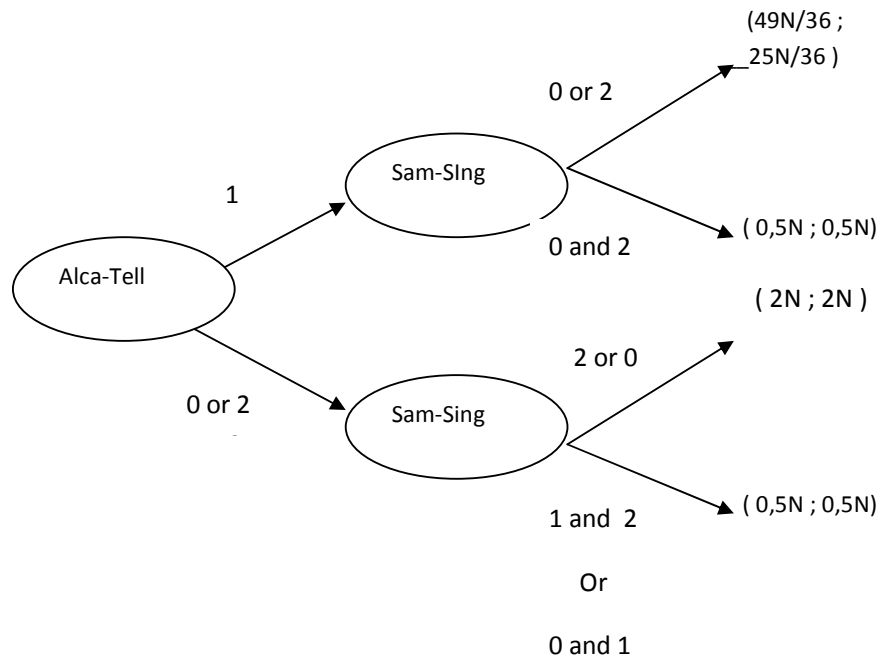 (49N/36 ;
25N/36 )
0 or 2
Sam-SIng
1
( 0,5N ; 0,5N)
0 and 2
Alca-Tell
( 2N ; 2N )
2 or 0
0 or 2
Sam-Sing
( 0,5N ; 0,5N)
1 and 2
Or
0 and 1